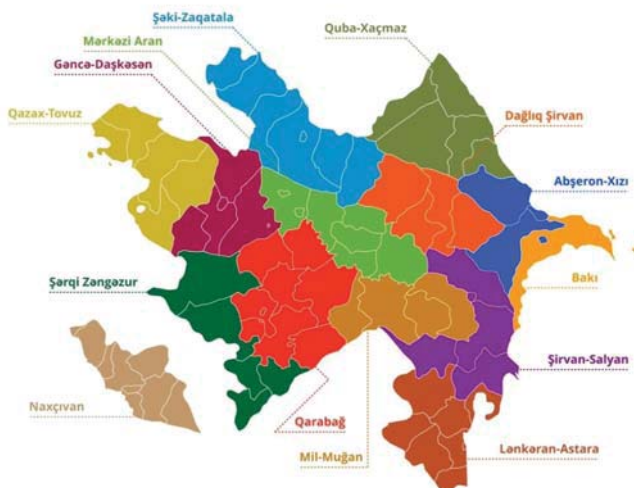 Şəki-Zaqatala
Quba-Xaçmaz
Mərkəzi Aran
Gəncə-Daşkəsən
Qazax-Tovuz
Dağlıq Şirvan
Abşeron-Xızı
Şərqi Zəngəzur
Bakı
Şirvan-Salyan
Naxçıvan
Qarabağ
Lənkəran-Astara
Mil-Muğan